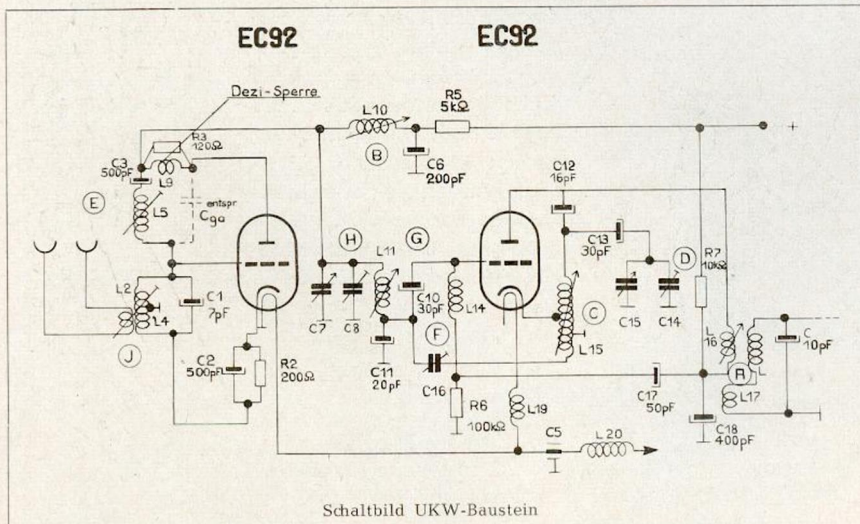 EC92
EC92
Dezi-Sperre
R3
120Ω
C3
500pF
L9
E
L5
entspr
Cga
L2
L4
J
C1
7pF
C2
500pF
R2
200Ω
L10
B
R5
5kΩ
C6
200pF
H
L11
G
C7
C8
C10
30pF
L14
F
C11
20pF
C16
R6
100kΩ
C12
16pF
C13
30pF
D
C15
C14
C
L15
L19
C5
L20
C17
50pF
R7
10kΩ
L16
L
L17
C
10pF
C18
400pF
+
Schaltbild UKW-Baustein